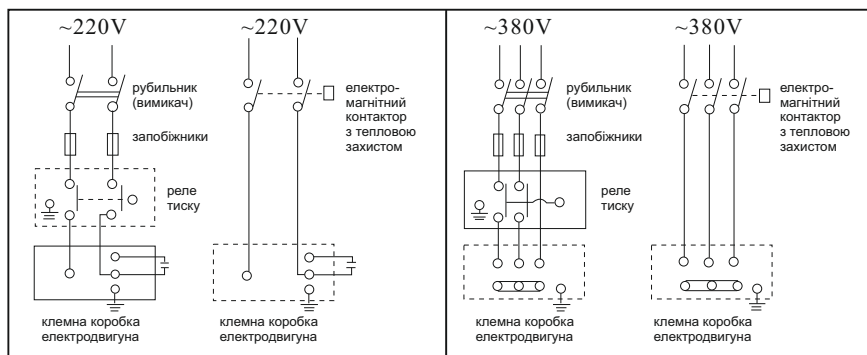 ~220V
~220V
рубильник
(вимикач)
запобіжники
електро-
магнітний
контактор
з тепловою
захистом
реле
тиску
клемна коробка
електродвигуна
клемна коробка
електродвигуна
~380V
~380V
рубильник
(вимикач)
запобіжники
електро-
магнітний
контактор
з тепловою
захистом
реле
тиску
клемна коробка
електродвигуна
клемна коробка
електродвигуна